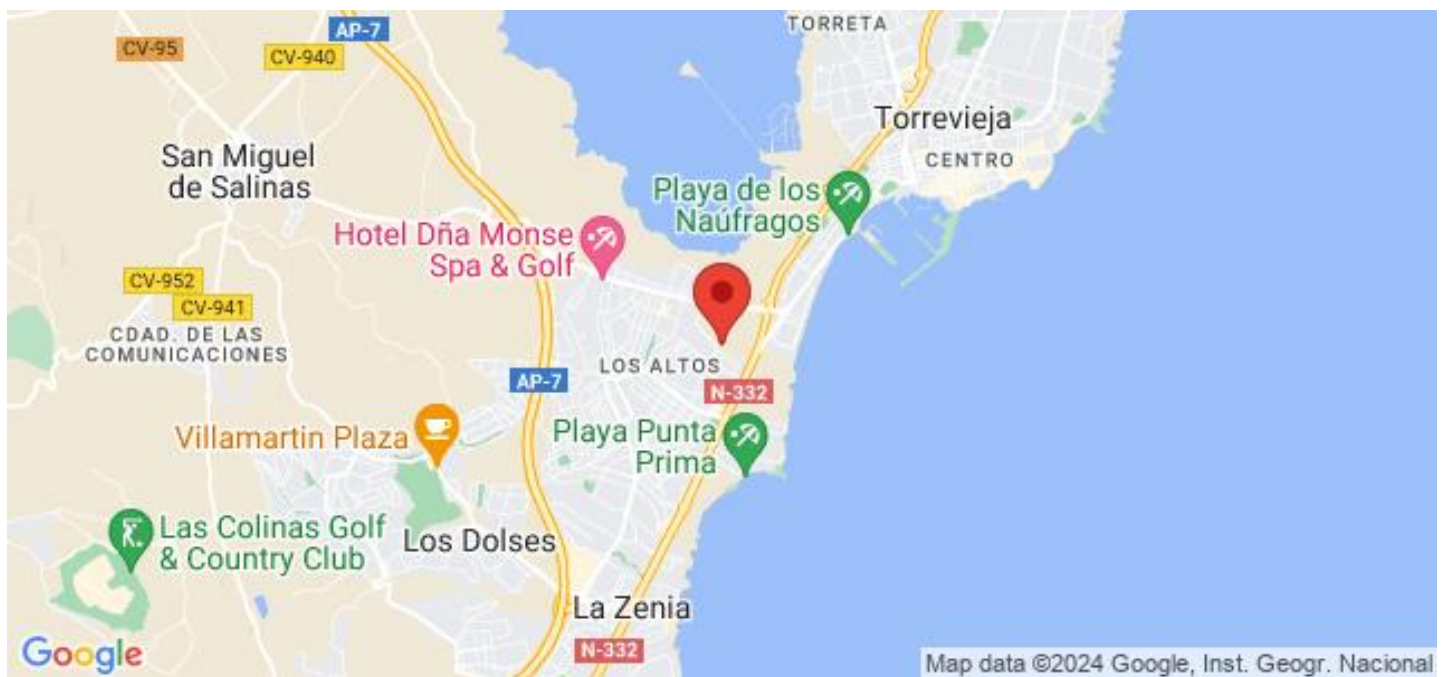 TORRETA
AP-7
CV-95
CV-940
Torrevieja
CENTRO
San Miguel
de Salinas
Playa de los
Naúfragos
Hotel Dña Monse
Spa & Golf
CV-952
CV-941
CDAD. DE LAS
COMUNICACIONES
LOS ALTOS
AP-7
N-332
Villamartin Plaza
Playa Punta
Prima
Las Colinas Golf
& Country Club
Los Dolses
La Zenia
N-332
Google
Map data ©2024 Google, Inst. Geogr. Nacional